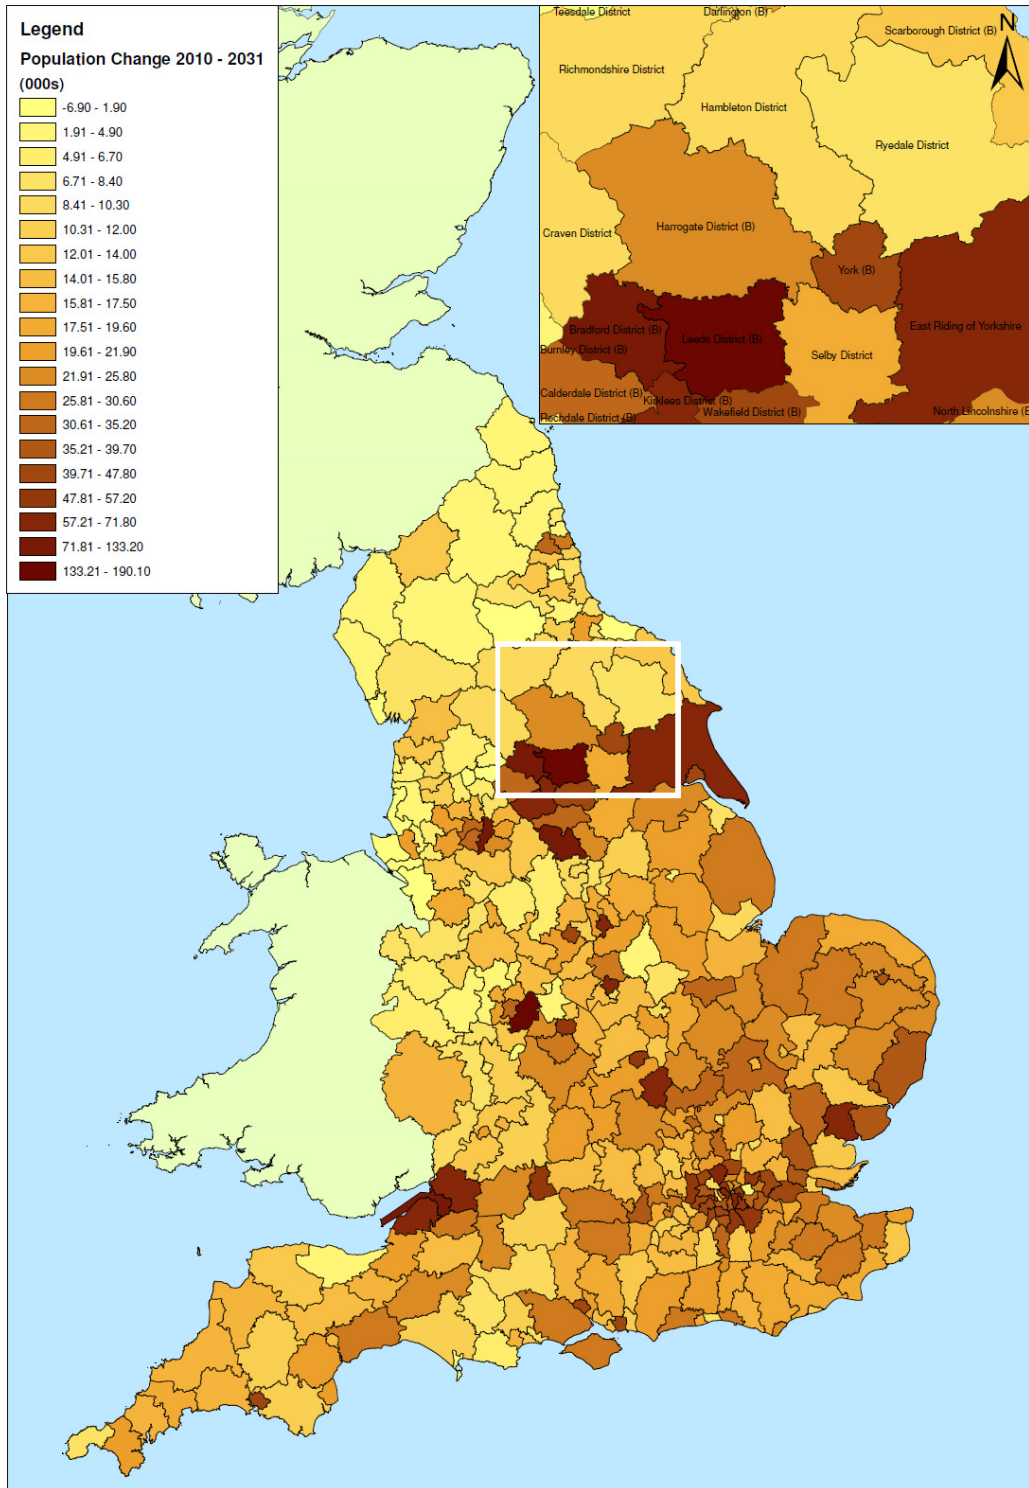 Legend
Population Change 2010 - 2031
(000s)
-6.90 - 1.90
1.91 - 4.90
4.91 - 6.70
6.71 - 8.40
8.41 - 10.30
10.31 - 12.00
12.01 - 14.00
14.01 - 15.80
15.81 - 17.50
17.51 - 19.60
19.61 - 21.90
21.91 - 25.80
25.81 - 30.60
30.61 - 35.20
35.21 - 39.70
39.71 - 47.80
47.81 - 57.20
57.21 - 71.80
71.81 - 133.20
133.21 - 190.10
Teesdale District
Darlington (B)
N
Scarborough District (B)
Richmondshire District
Hambleton District
Ryedale District
Harrogate District (B)
Craven District
York (B)
East Riding of Yorkshire
Bradford District (B)
Leeds District (B)
Burnley District (B)
Selby District
Calderdale District (B)
Kirklees District (B)
Wakefield District (B)
North Lincolnshire (B
Rochdale District (B)